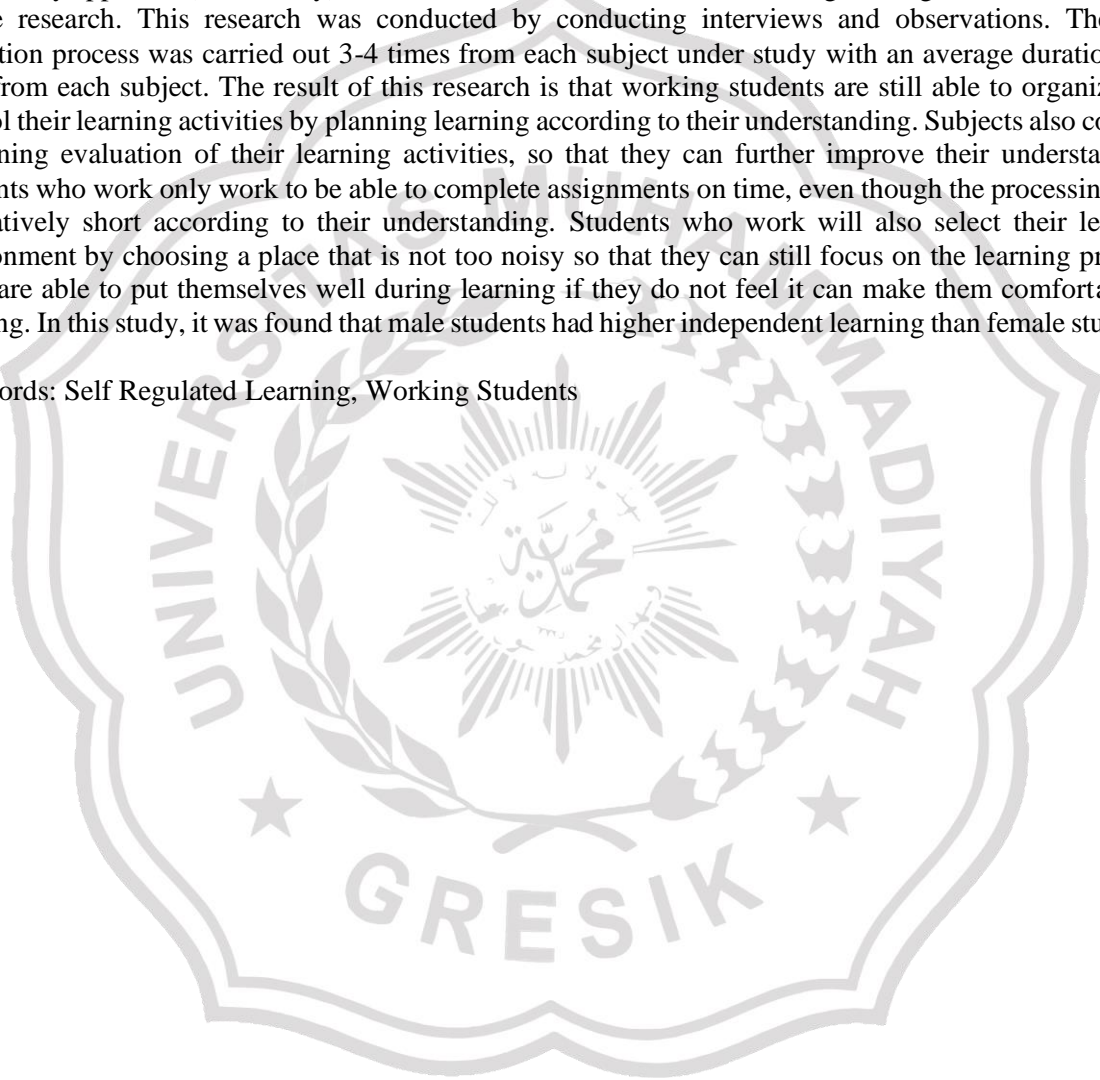 e research. This research was conducted by conducting interviews and observations. The
tion process was carried out 3-4 times from each subject under study with an average duration
from each subject. The result of this research is that working students are still able to organiz
ol their learning activities by planning learning according to their understanding. Subjects also co
ning evaluation of their learning activities, so that they can further improve their understa
nts who work only work to be able to complete assignments on time, even though the processin
atively short according to their understanding. Students who work will also select their le
onment by choosing a place that is not too noisy so that they can still focus on the learning pr
are able to put themselves well during learning if they do not feel it can make them comforta
ng. In this study, it was found that male students had higher independent learning than female stu
ords: Self Regulated Learning, Working Students
UNIVERSITAS MUHAMMADIYAH
GRESIK